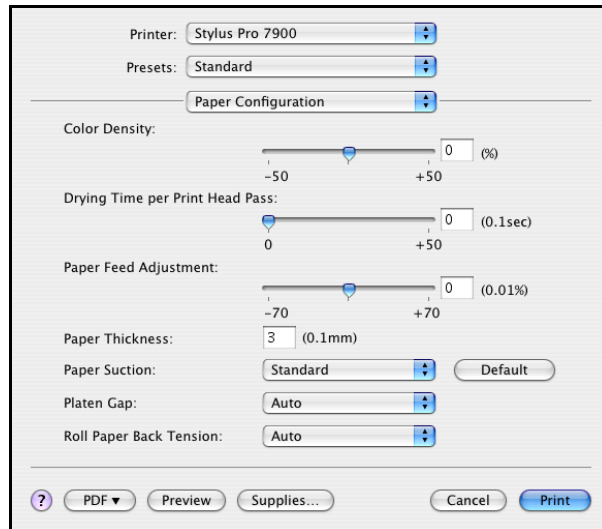 Printer: Stylus Pro 7900
Presets: Standard
Paper Configuration
Color Density:
0 (%)
-50 +50
Drying Time per Print Head Pass:
0 (0.1sec)
0 +50
Paper Feed Adjustment:
0 (0.01%)
-70 +70
Paper Thickness: 3 (0.1mm)
Paper Suction: Standard Default
Platen Gap: Auto
Roll Paper Back Tension: Auto
? PDF ▼ Preview Supplies... Cancel Print